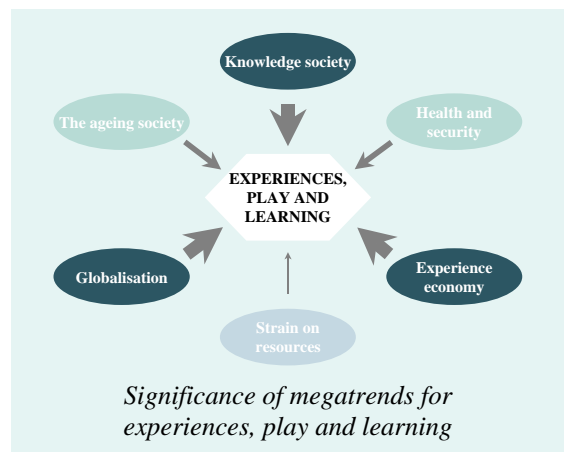 Knowledge society
The ageing society
Health and
security
EXPERIENCES,
PLAY AND
LEARNING
Globalisation
Experience
economy
Strain on
resources
Significance of megatrends for
experiences, play and learning